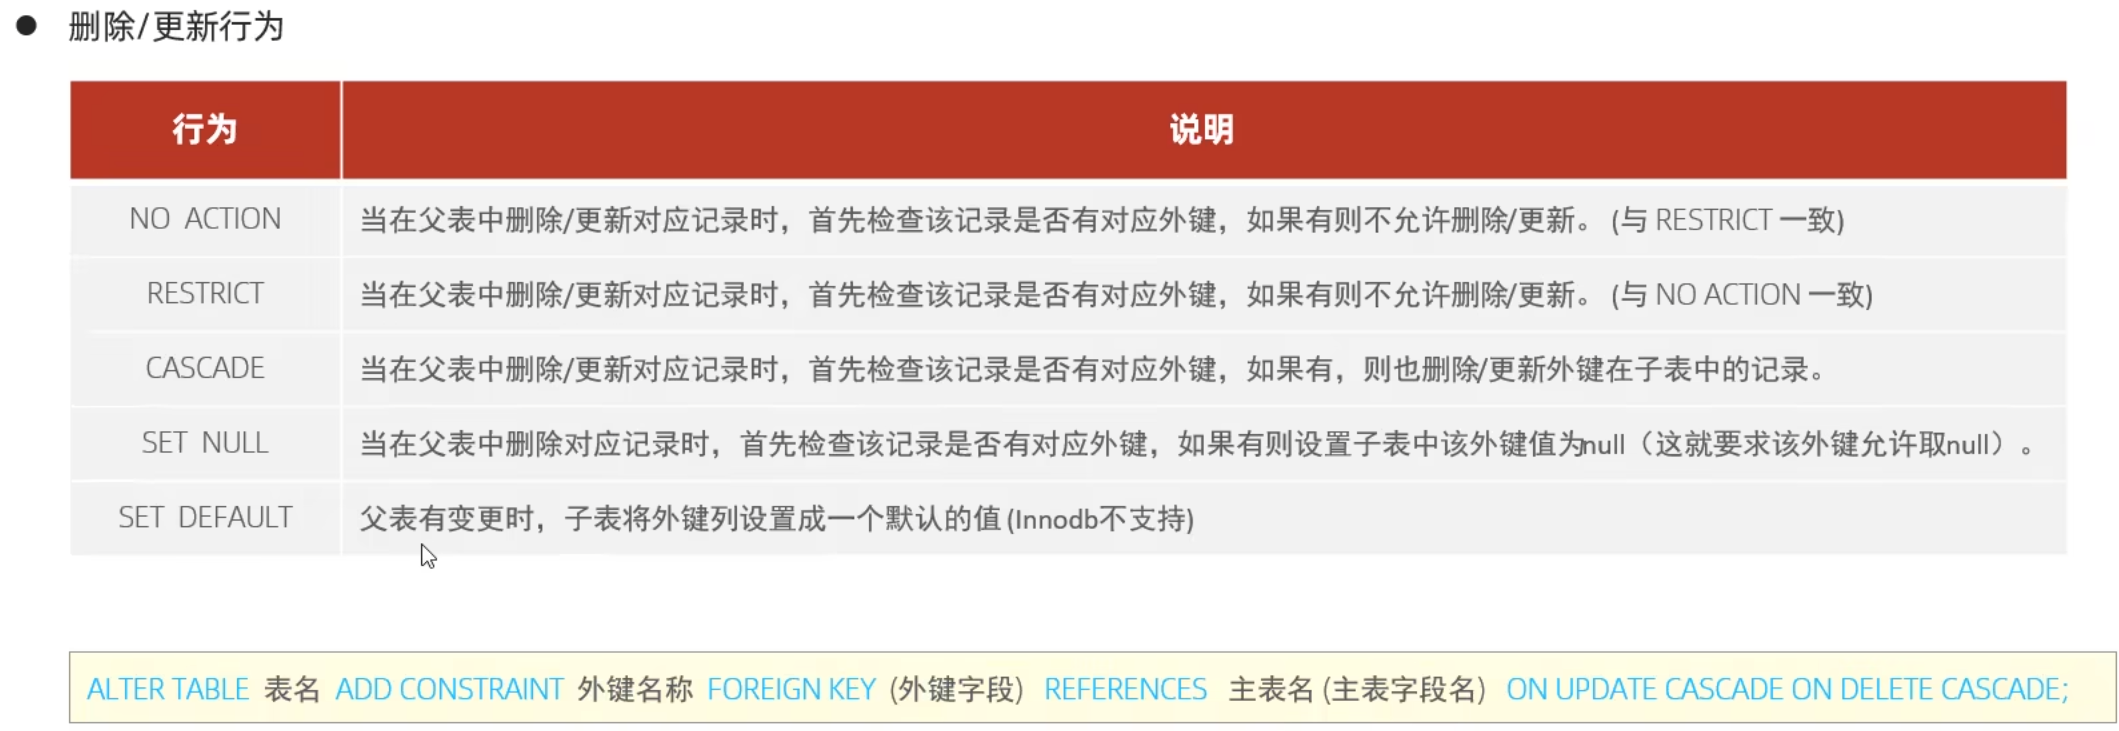 ● 删除/更新行为
行为 说明
NO ACTION 当在父表中删除/更新对应记录时，首先检查该记录是否有对应外键，如果有则不允许删除/更新。 (与 RESTRICT 一致)
RESTRICT 当在父表中删除/更新对应记录时，首先检查该记录是否有对应外键，如果有则不允许删除/更新。 (与 NO ACTION 一致)
CASCADE 当在父表中删除/更新对应记录时，首先检查该记录是否有对应外键，如果有，则也删除/更新外键在子表中的记录。
SET NULL 当在父表中删除对应记录时，首先检查该记录是否有对应外键，如果有则设置子表中该外键值为null（这就要求该外键允许取null）。
SET DEFAULT 父表有变更时，子表将外键列设置成一个默认的值 (Innodb不支持)
ALTER TABLE 表名 ADD CONSTRAINT 外键名称 FOREIGN KEY (外键字段) REFERENCES 主表名 (主表字段名) ON UPDATE CASCADE ON DELETE CASCADE;